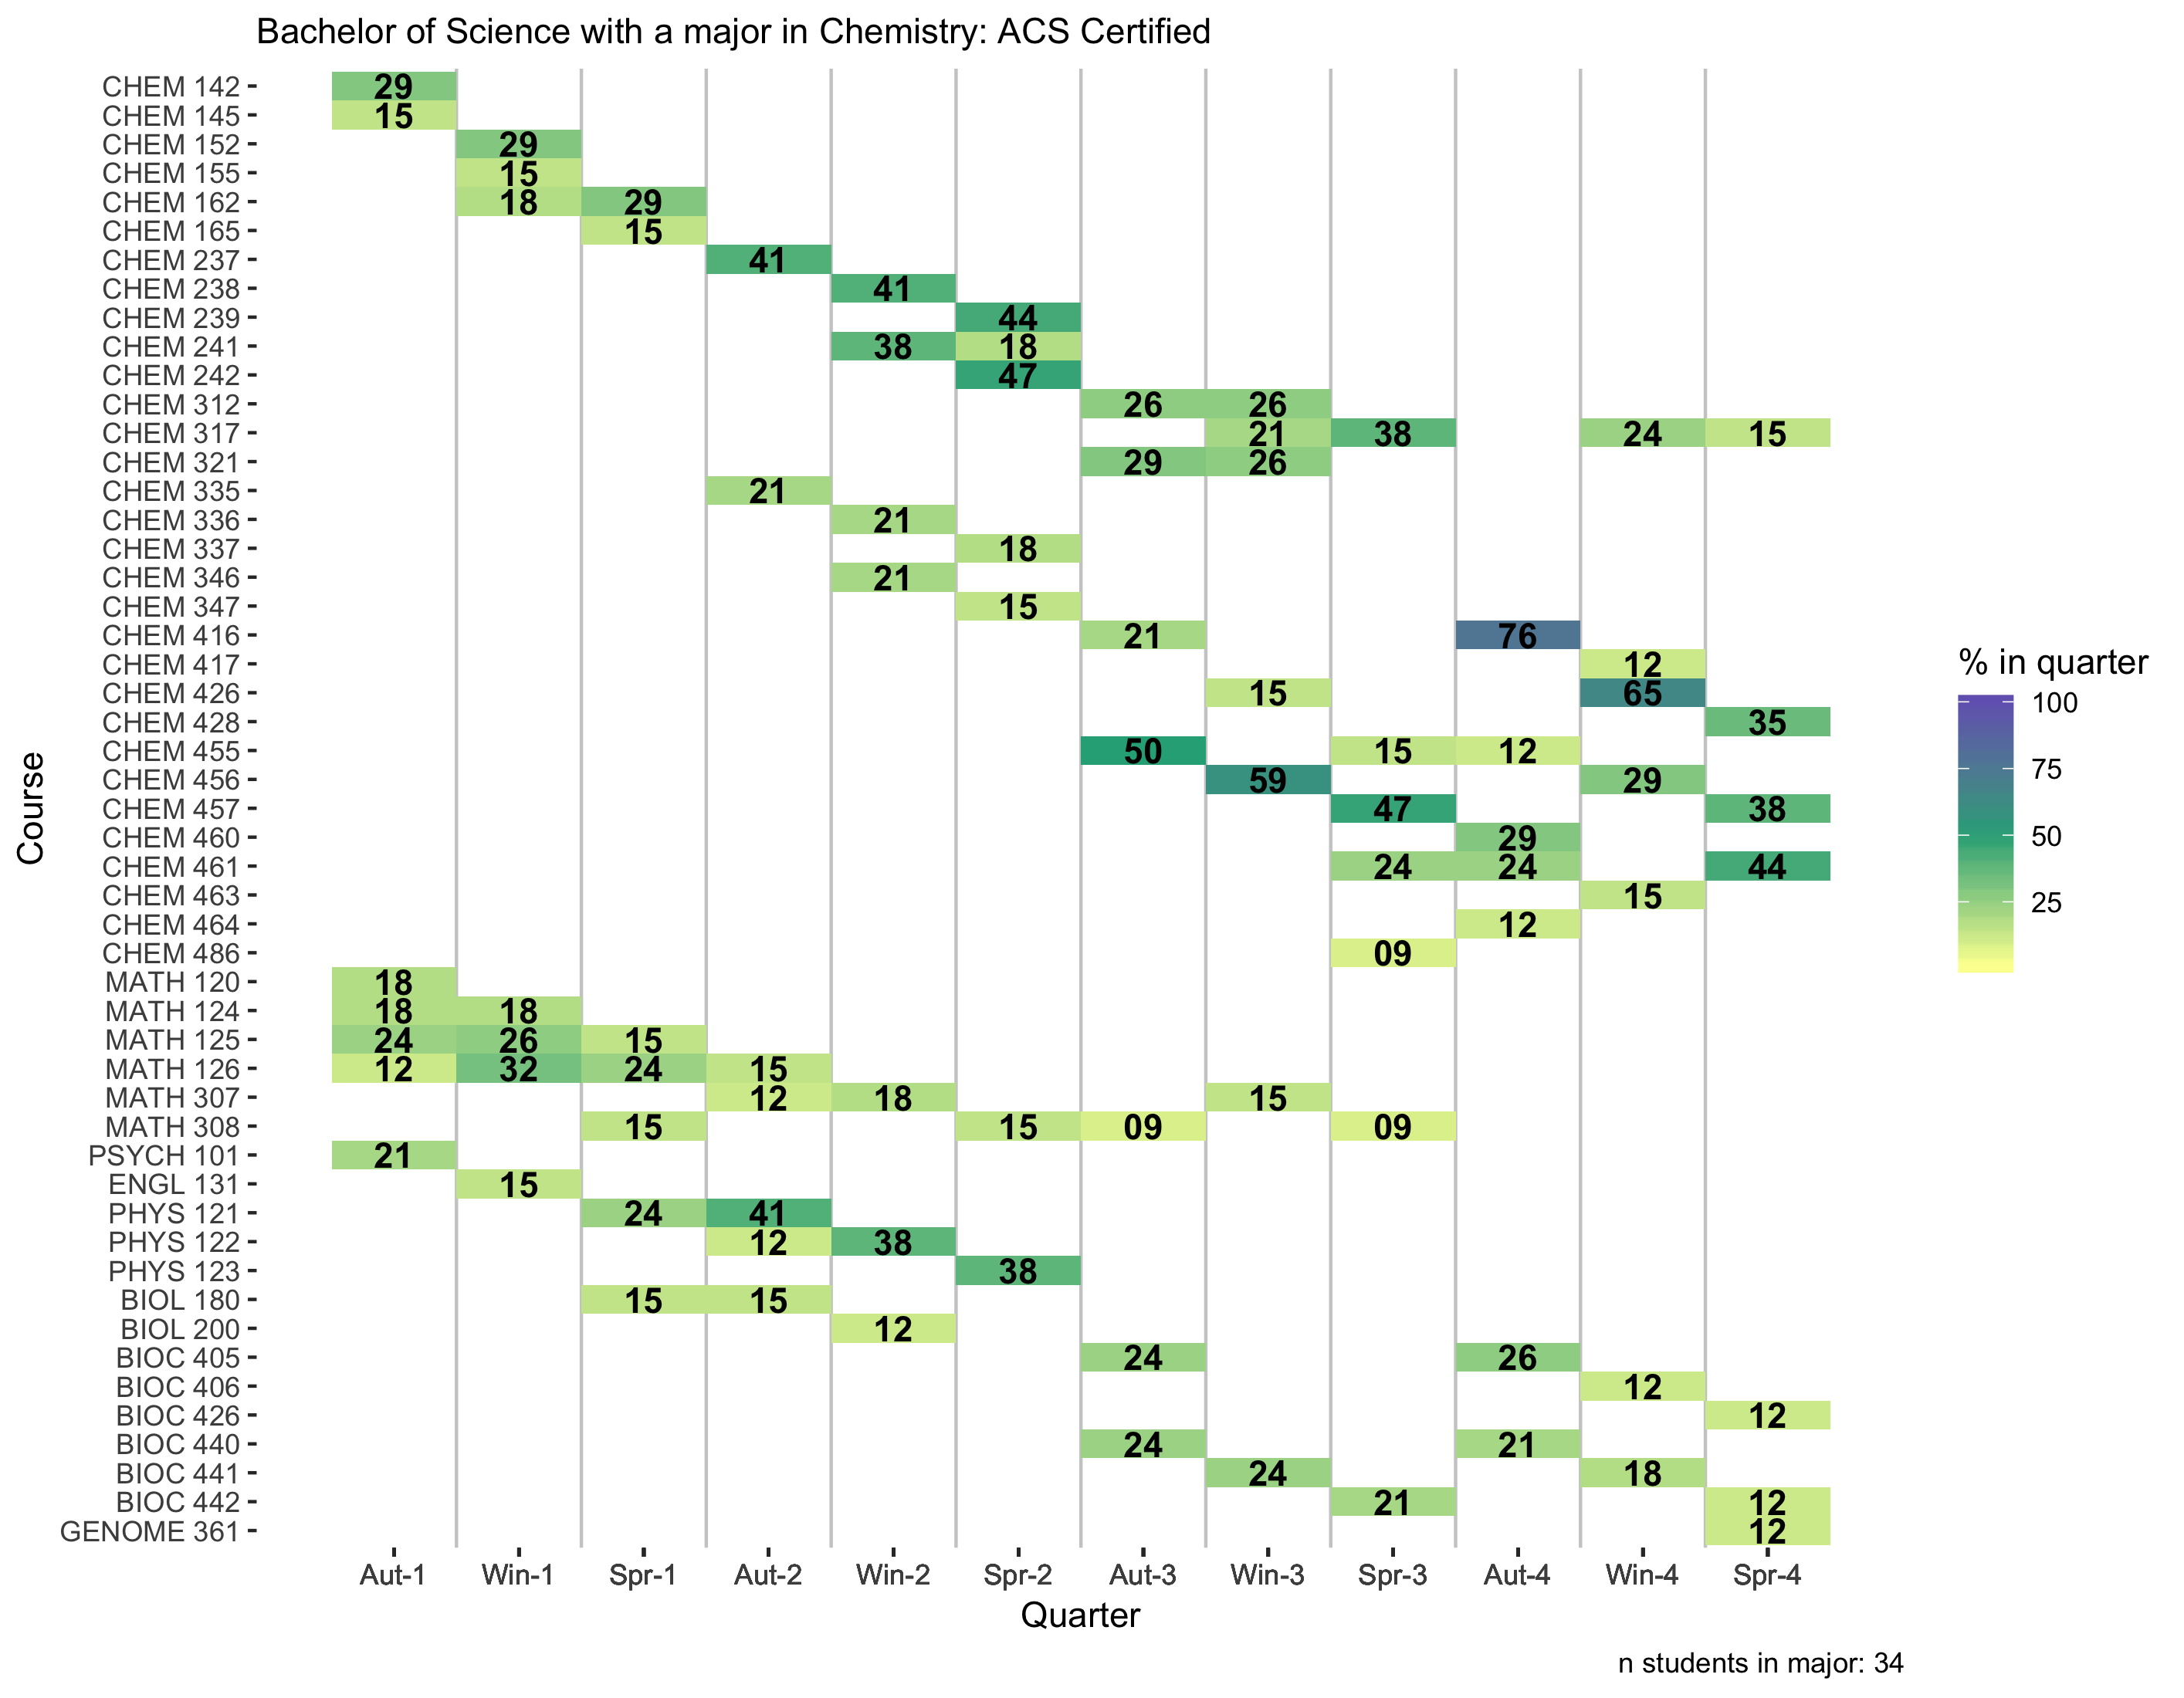 Bachelor of Science with a major in Chemistry: ACS Certified
CHEM 142 29
CHEM 145 15
CHEM 152 29
CHEM 155 15
CHEM 162 18 29
CHEM 165 15
CHEM 237 41
CHEM 238 41
CHEM 239 44
CHEM 241 38 18
CHEM 242 47
CHEM 312 26 26
CHEM 317 21 38 24 15
CHEM 321 29 26
CHEM 335 21
CHEM 336 21
CHEM 337 18
CHEM 346 21
CHEM 347 15
CHEM 416 21 76
CHEM 417 12
CHEM 426 15 65
CHEM 428 35
CHEM 455 50 15 12
CHEM 456 59 29
CHEM 457 47 38
CHEM 460 29
CHEM 461 24 24 44
CHEM 463 15
CHEM 464 12
CHEM 486 09
MATH 120 18
MATH 124 18 18
MATH 125 24 26 15
MATH 126 12 32 24 15
MATH 307 12 18 15
MATH 308 15 15 09 09
PSYCH 101 21
ENGL 131 15
PHYS 121 24 41
PHYS 122 12 38
PHYS 123 38
BIOL 180 15 15
BIOL 200 12
BIOC 405 24 26
BIOC 406 12
BIOC 426 12
BIOC 440 24 21
BIOC 441 24 18
BIOC 442 21 12
GENOME 361 12
Aut-1 Win-1 Spr-1 Aut-2 Win-2 Spr-2 Aut-3 Win-3 Spr-3 Aut-4 Win-4 Spr-4
Quarter
Course
% in quarter
100
75
50
25
n students in major: 34